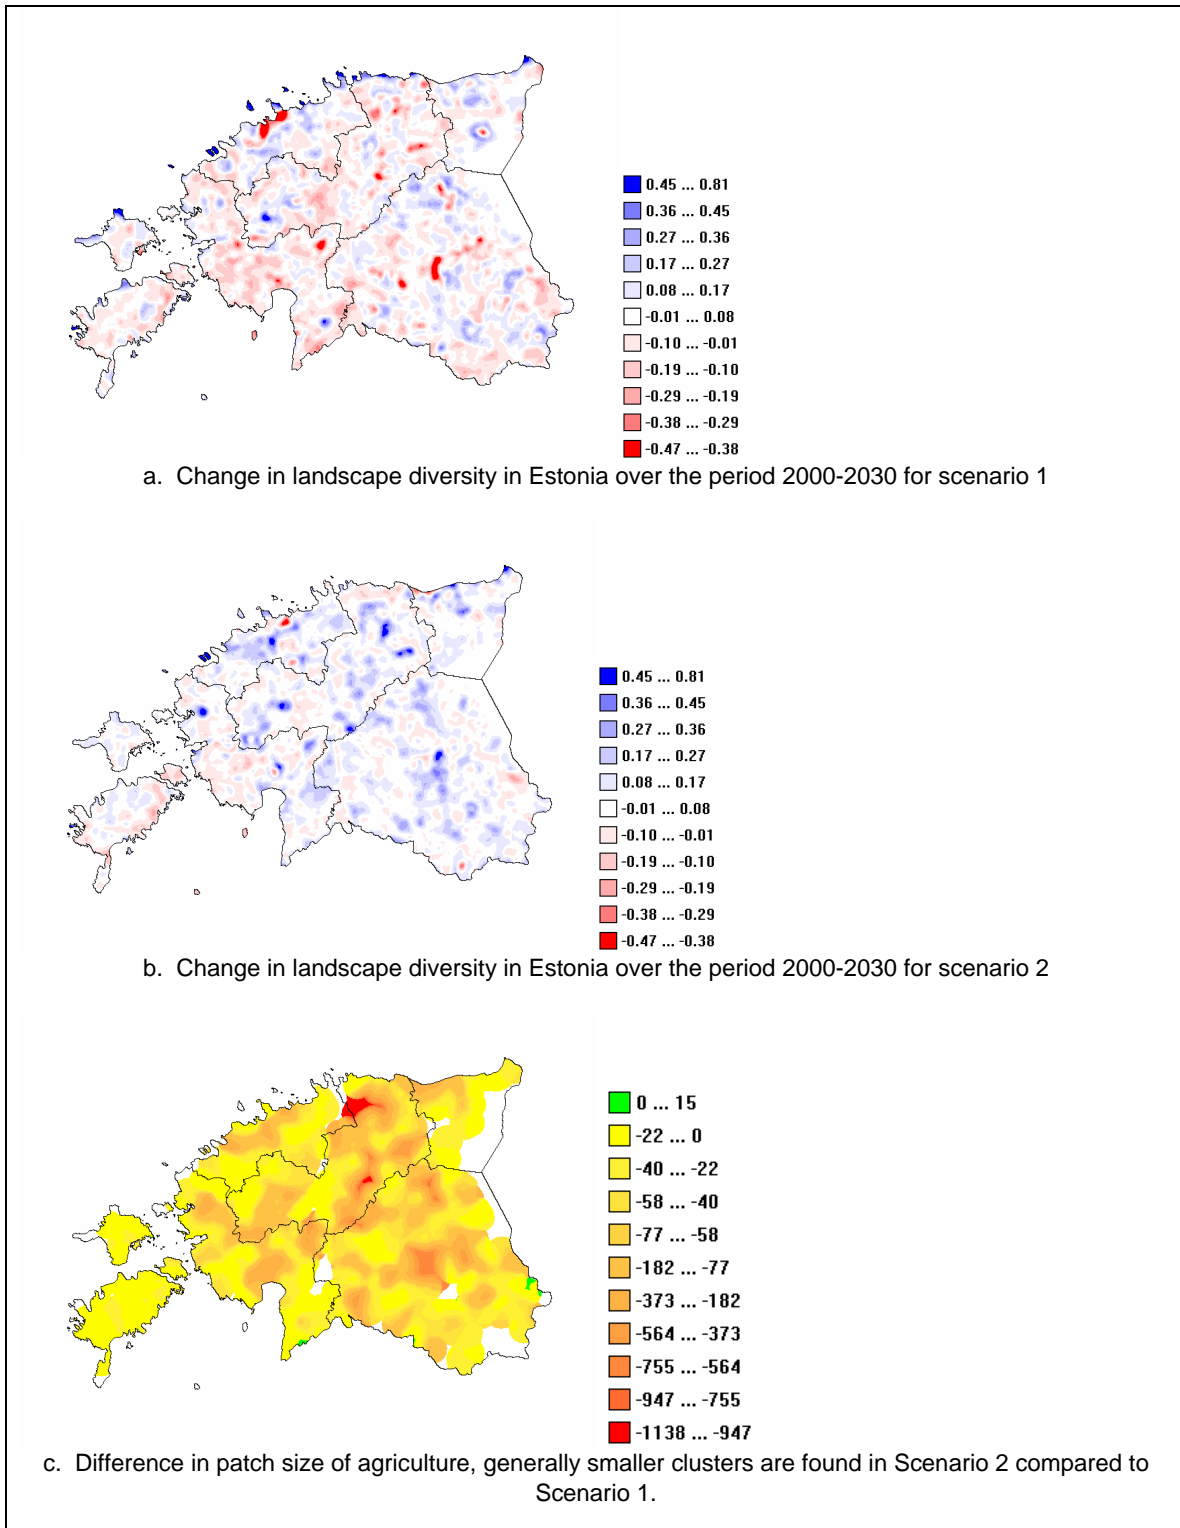 0.45 ... 0.81
0.36 ... 0.45
0.27 ... 0.36
0.17 ... 0.27
0.08 ... 0.17
-0.01 ... 0.08
-0.10 ... -0.01
-0.19 ... -0.10
-0.29 ... -0.19
-0.38 ... -0.29
-0.47 ... -0.38
a. Change in landscape diversity in Estonia over the period 2000-2030 for scenario 1
0.45 ... 0.81
0.36 ... 0.45
0.27 ... 0.36
0.17 ... 0.27
0.08 ... 0.17
-0.01 ... 0.08
-0.10 ... -0.01
-0.19 ... -0.10
-0.29 ... -0.19
-0.38 ... -0.29
-0.47 ... -0.38
b. Change in landscape diversity in Estonia over the period 2000-2030 for scenario 2
0 ... 15
-22 ... 0
-40 ... -22
-58 ... -40
-77 ... -58
-182 ... -77
-373 ... -182
-564 ... -373
-755 ... -564
-947 ... -755
-1138 ... -947
c. Difference in patch size of agriculture, generally smaller clusters are found in Scenario 2 compared to
Scenario 1.